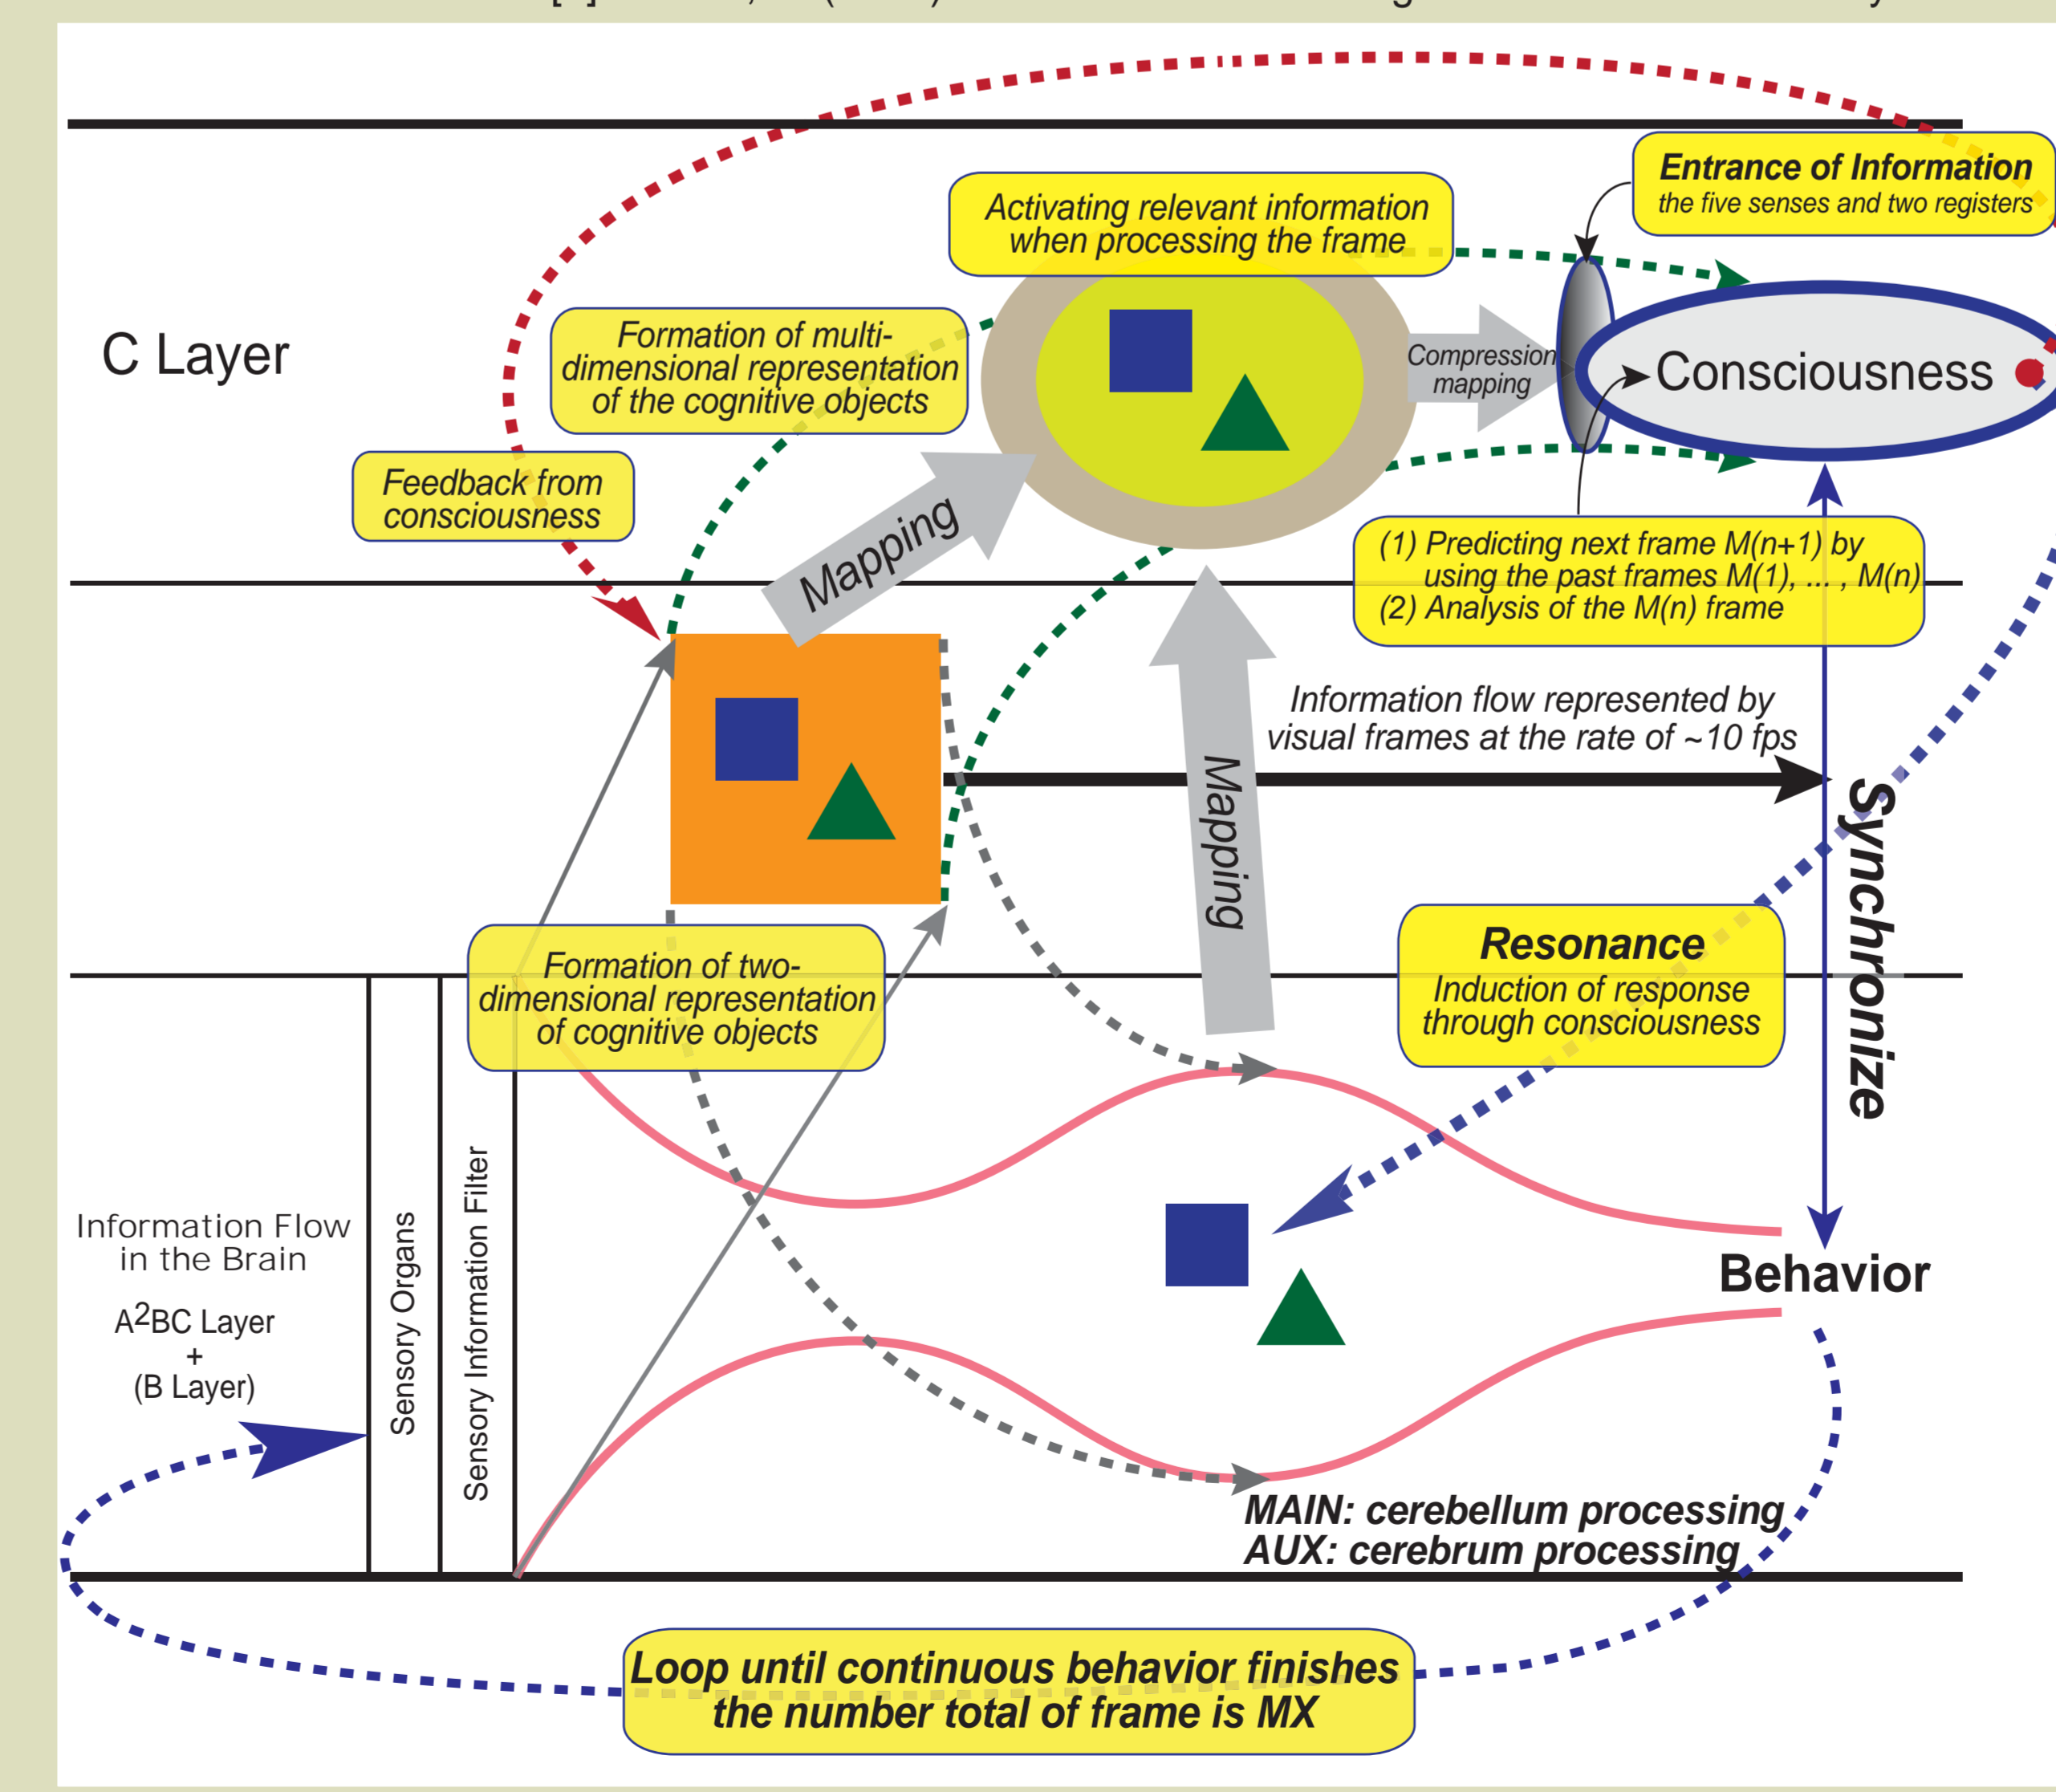 Entrance of Information
the five senses and two registers
Activating relevant information
when processing the frame
C Layer
Formation of multi-
dimensional representation
of the cognitive objects
Compression
mapping
Consciousness
Feedback from
consciousness
Mapping
(1) Predicting next frame M(n+1) by
using the past frames M(1), ... , M(n)
(2) Analysis of the M(n) frame
Information flow represented by
visual frames at the rate of ~10 fps
Mapping
Synchronize
Formation of two-
dimensional representation
of cognitive objects
Resonance
Induction of response
through consciousness
Information Flow
in the Brain
A2BC Layer
+
(B Layer)
Sensory Organs
Sensory Information Filter
Behavior
MAIN: cerebellum processing
AUX: cerebrum processing
Loop until continuous behavior finishes
the number total of frame is MX